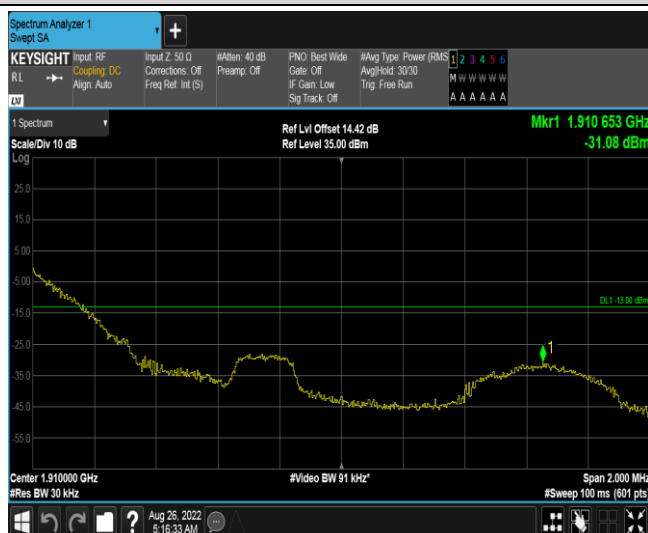 Spectrum Analyzer 1
Swept SA
KEYSIGHT
RL
LXI
Input: RF
Coupling: DC
Align: Auto
Input Z: 50 Ω
Corrections: Off
Freq Ref: Int (S)
#Atten: 40 dB
Preamp: Off
PNO: Best Wide
Gate: Off
IF Gain: Low
Sig Track: Off
#Avg Type: Power (RMS
Avg|Hold: 30/30
Trig: Free Run
1 2 3 4 5 6
M W W W W W
A A A A A A
1 Spectrum
Scale/Div 10 dB
Ref Lvl Offset 14.42 dB
Ref Level 35.00 dBm
Mkr1 1.910 653 GHz
-31.08 dBm
Log
25.0
15.0
5.00
-5.00
-15.0
-25.0
-35.0
-45.0
-55.0
DL1 -13.00 dBm
1
Center 1.910000 GHz
#Res BW 30 kHz
#Video BW 91 kHz*
Span 2.000 MHz
#Sweep 100 ms (601 pts)
Aug 26, 2022
5:16:33 AM